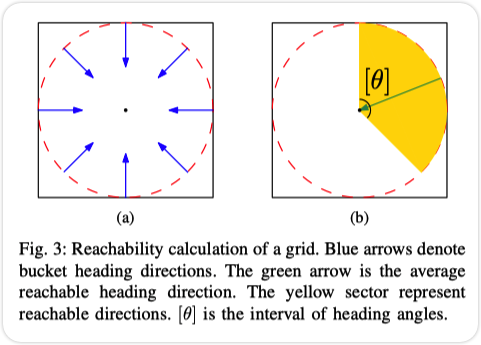 [θ]
(a)
(b)
Fig. 3: Reachability calculation of a grid. Blue arrows denote
bucket heading directions. The green arrow is the average
reachable heading direction. The yellow sector represent
reachable directions. [θ] is the interval of heading angles.